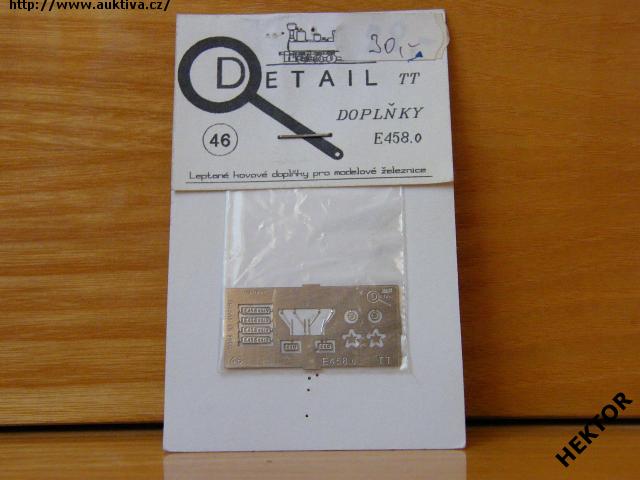 http://www.auktiva.cz/
30,-
DETAIL TT
DOPLŇKY
46
E458.0
Leptané kovové doplňky pro modelové železnice
46
E458.0
TT
HEKTOR